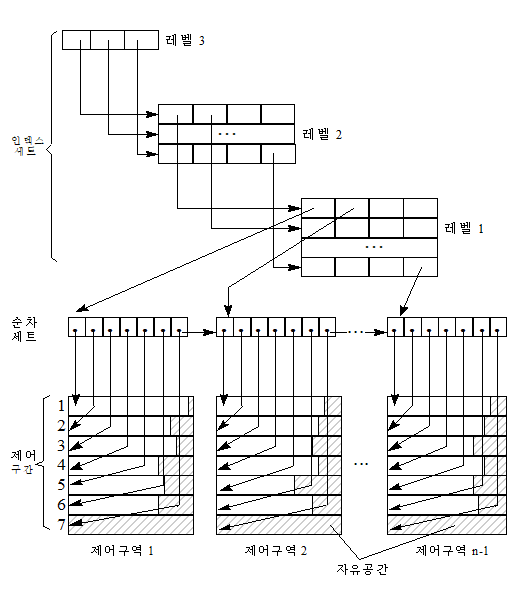 레벨 3
레벨 2
...
인덱스
세트
레벨 1
...
순차
세트
...
제어
구간
1
2
3
4
5
6
7
...
제어구역 1
제어구역 2
제어구역 n-1
자유공간